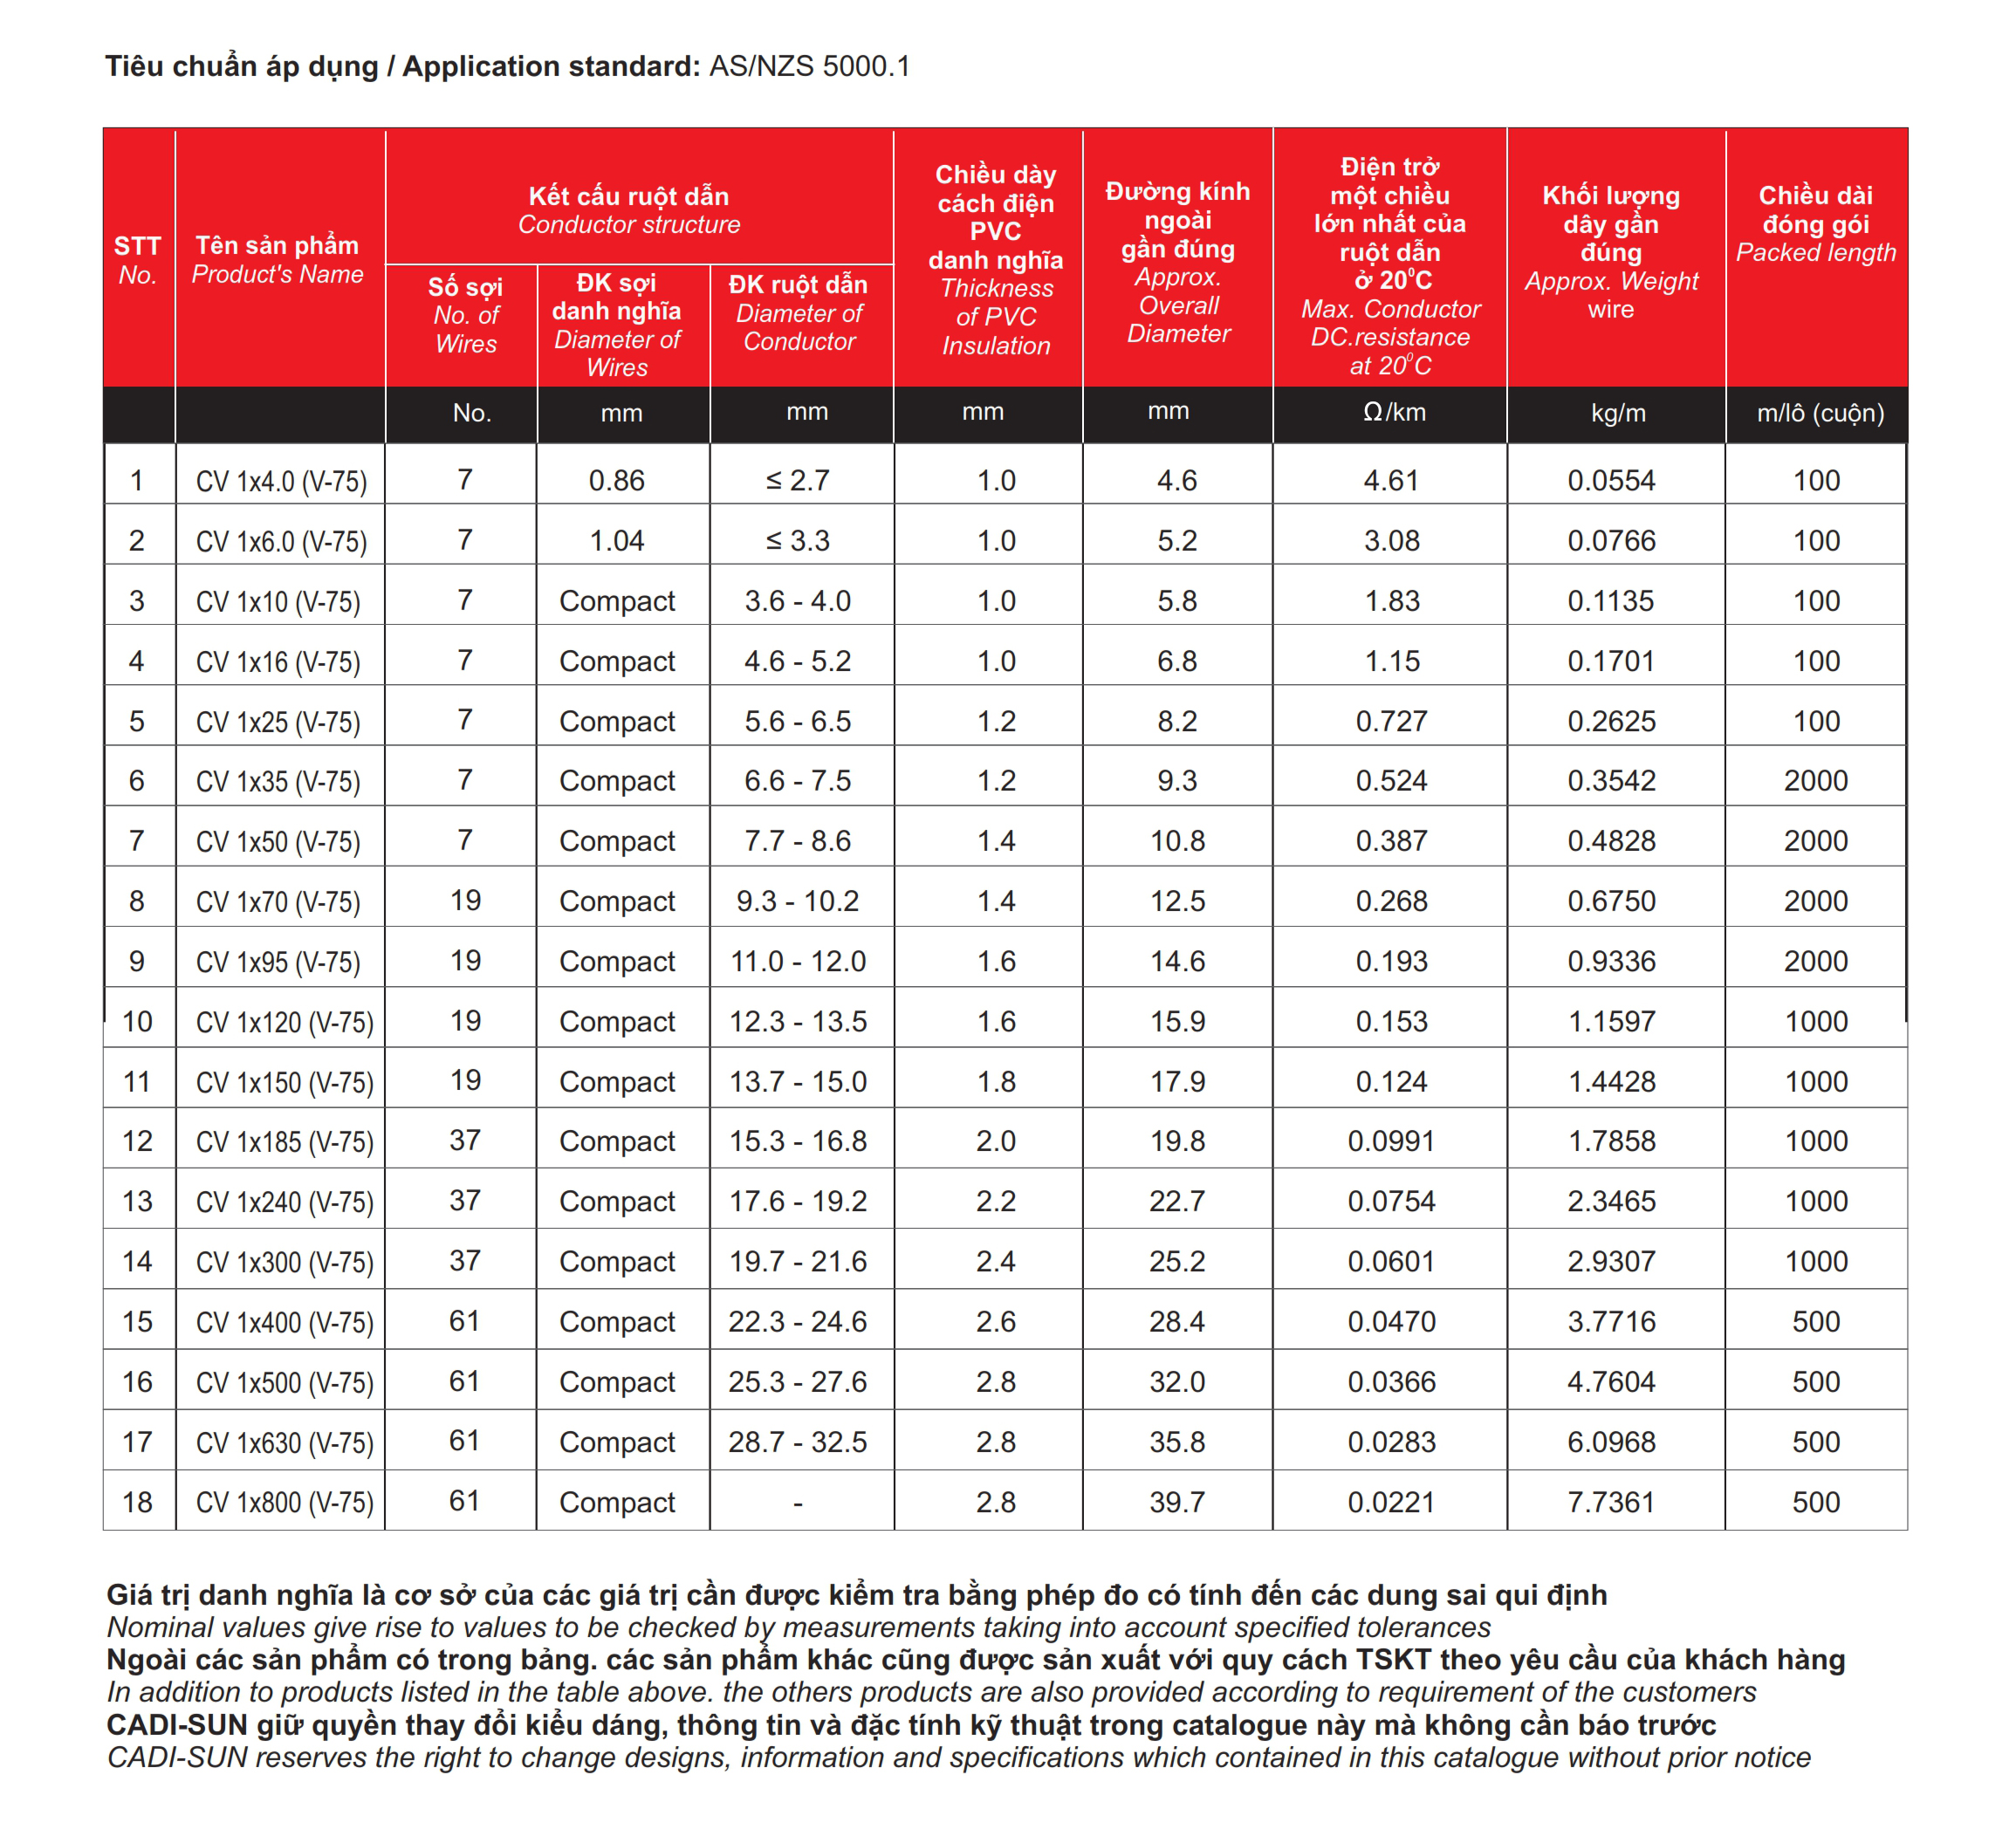 Tiêu chuẩn áp dụng / Application standard: AS/NZS 5000.1
STT
No.
Tên sản phẩm
Product's Name
Kết cấu ruột dẫn
Conductor structure
Số sợi
No. of
Wires
ĐK sợi
danh nghĩa
Diameter of
Wires
ĐK ruột dẫn
Diameter of
Conductor
Chiều dày
cách điện
PVC
danh nghĩa
Thickness
of PVC
Insulation
Đường kính
ngoài
gần đúng
Approx.
Overall
Diameter
Điện trở
một chiều
lớn nhất của
ruột dẫn
ở 20⁰C
Max. Conductor
DC.resistance
at 20⁰C
Khối lượng
dây gần
đúng
Approx. Weight
wire
Chiều dài
đóng gói
Packed length
No. mm mm mm mm Ω/km kg/m m/lô (cuộn)
1 CV 1x4.0 (V-75) 7 0.86 ≤ 2.7 1.0 4.6 4.61 0.0554 100
2 CV 1x6.0 (V-75) 7 1.04 ≤ 3.3 1.0 5.2 3.08 0.0766 100
3 CV 1x10 (V-75) 7 Compact 3.6 - 4.0 1.0 5.8 1.83 0.1135 100
4 CV 1x16 (V-75) 7 Compact 4.6 - 5.2 1.0 6.8 1.15 0.1701 100
5 CV 1x25 (V-75) 7 Compact 5.6 - 6.5 1.2 8.2 0.727 0.2625 100
6 CV 1x35 (V-75) 7 Compact 6.6 - 7.5 1.2 9.3 0.524 0.3542 2000
7 CV 1x50 (V-75) 7 Compact 7.7 - 8.6 1.4 10.8 0.387 0.4828 2000
8 CV 1x70 (V-75) 19 Compact 9.3 - 10.2 1.4 12.5 0.268 0.6750 2000
9 CV 1x95 (V-75) 19 Compact 11.0 - 12.0 1.6 14.6 0.193 0.9336 2000
10 CV 1x120 (V-75) 19 Compact 12.3 - 13.5 1.6 15.9 0.153 1.1597 1000
11 CV 1x150 (V-75) 19 Compact 13.7 - 15.0 1.8 17.9 0.124 1.4428 1000
12 CV 1x185 (V-75) 37 Compact 15.3 - 16.8 2.0 19.8 0.0991 1.7858 1000
13 CV 1x240 (V-75) 37 Compact 17.6 - 19.2 2.2 22.7 0.0754 2.3465 1000
14 CV 1x300 (V-75) 37 Compact 19.7 - 21.6 2.4 25.2 0.0601 2.9307 1000
15 CV 1x400 (V-75) 61 Compact 22.3 - 24.6 2.6 28.4 0.0470 3.7716 500
16 CV 1x500 (V-75) 61 Compact 25.3 - 27.6 2.8 32.0 0.0366 4.7604 500
17 CV 1x630 (V-75) 61 Compact 28.7 - 32.5 2.8 35.8 0.0283 6.0968 500
18 CV 1x800 (V-75) 61 Compact - 2.8 39.7 0.0221 7.7361 500
Giá trị danh nghĩa là cơ sở của các giá trị cần được kiểm tra bằng phép đo có tính đến các dung sai qui định
Nominal values give rise to values to be checked by measurements taking into account specified tolerances
Ngoài các sản phẩm có trong bảng. các sản phẩm khác cũng được sản xuất với quy cách TSKT theo yêu cầu của khách hàng
In addition to products listed in the table above. the others products are also provided according to requirement of the customers
CADI-SUN giữ quyền thay đổi kiểu dáng, thông tin và đặc tính kỹ thuật trong catalogue này mà không cần báo trước
CADI-SUN reserves the right to change designs, information and specifications which contained in this catalogue without prior notice